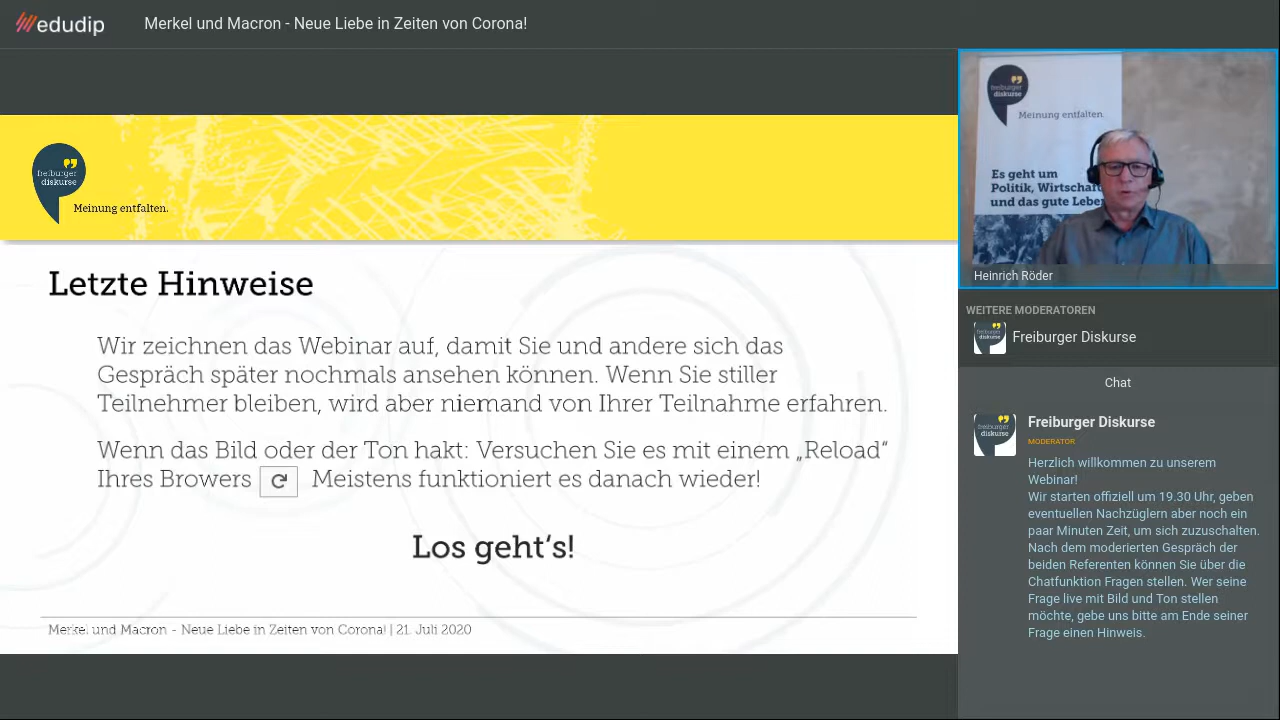 edudip
Merkel und Macron - Neue Liebe in Zeiten von Corona!
freiburger
diskurse
Meinung entfalten.
Letzte Hinweise
Wir zeichnen das Webinar auf, damit Sie und andere sich das
Gespräch später nochmals ansehen können. Wenn Sie stiller
Teilnehmer bleiben, wird aber niemand von Ihrer Teilnahme erfahren.
Wenn das Bild oder der Ton hakt: Versuchen Sie es mit einem „Reload“
Ihres Browers Meistens funktioniert es danach wieder!
Los geht’s!
Merkel und Macron - Neue Liebe in Zeiten von Corona! | 21. Juli 2020
freiburger
diskurse
Meinung entfalten.
Es geht um
Politik, Wirtschaf
und das gute Leben
Heinrich Röder
WEITERE MODERATOREN
freiburger
diskurse
Freiburger Diskurse
Chat
freiburger
diskurse
Freiburger Diskurse
MODERATOR
Herzlich willkommen zu unserem
Webinar!
Wir starten offiziell um 19.30 Uhr, geben
eventuellen Nachzüglern aber noch ein
paar Minuten Zeit, um sich zuzuschalten.
Nach dem moderierten Gespräch der
beiden Referenten können Sie über die
Chatfunktion Fragen stellen. Wer seine
Frage live mit Bild und Ton stellen
möchte, gebe uns bitte am Ende seiner
Frage einen Hinweis.